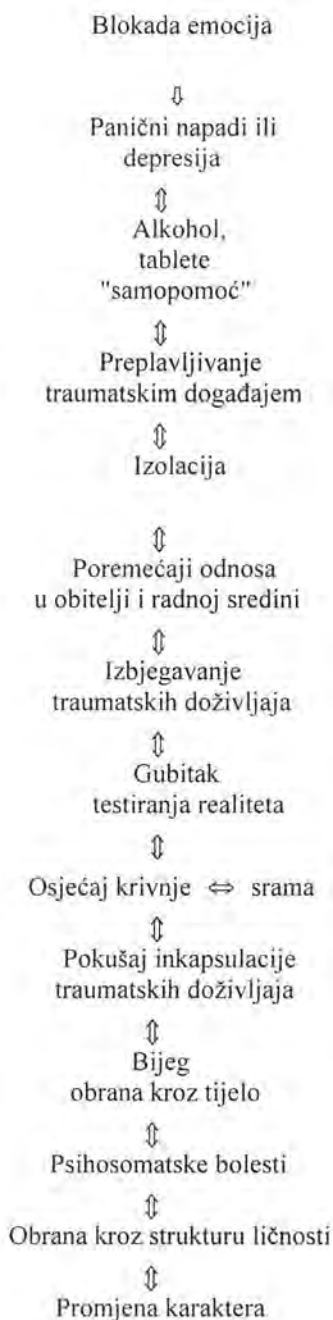 Blokada emocija
⇩
Panični napadi ili
depresija
⇕
Alkohol,
tablete
"samopomoć"
⇕
Preplavljivanje
traumatskim događajem
⇕
Izolacija
⇕
Poremećaji odnosa
u obitelji i radnoj sredini
⇕
Izbjegavanje
traumatskih doživljaja
⇕
Gubitak
testiranja realiteta
⇕
Osjećaj krivnje ⇔ srama
⇕
Pokušaj inkapsulacije
traumatskih doživljaja
⇕
Bijeg
obrana kroz tijelo
⇕
Psihosomatske bolesti
⇕
Obrana kroz strukturu ličnosti
⇕
Promjena karaktera